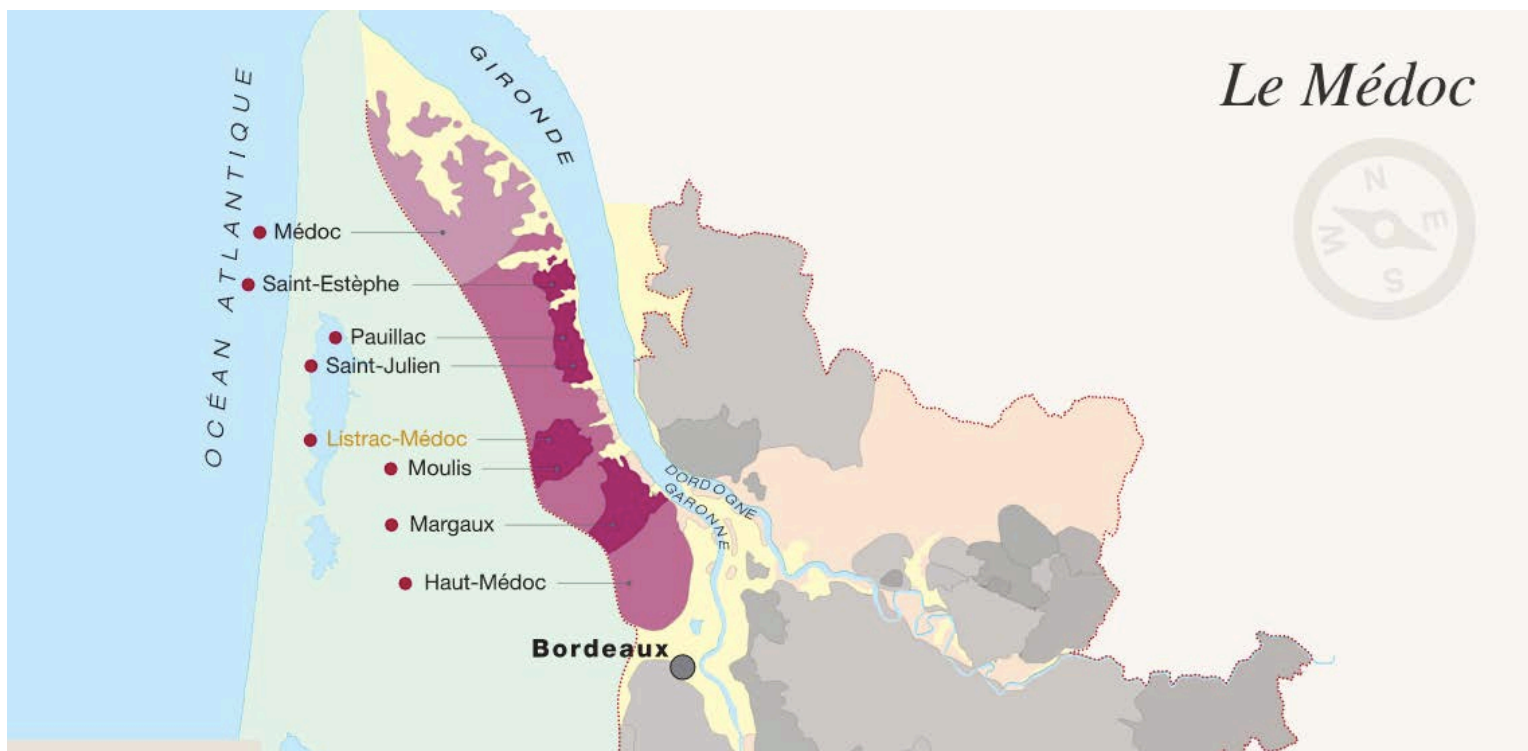 Le Médoc
GIRONDE
OCÉAN ATLANTIQUE
N
E
S
W
Médoc
Saint-Estèphe
Pauillac
Saint-Julien
Listrac-Médoc
Moulis
Margaux
Haut-Médoc
DORDOGNE
GARONNE
Bordeaux